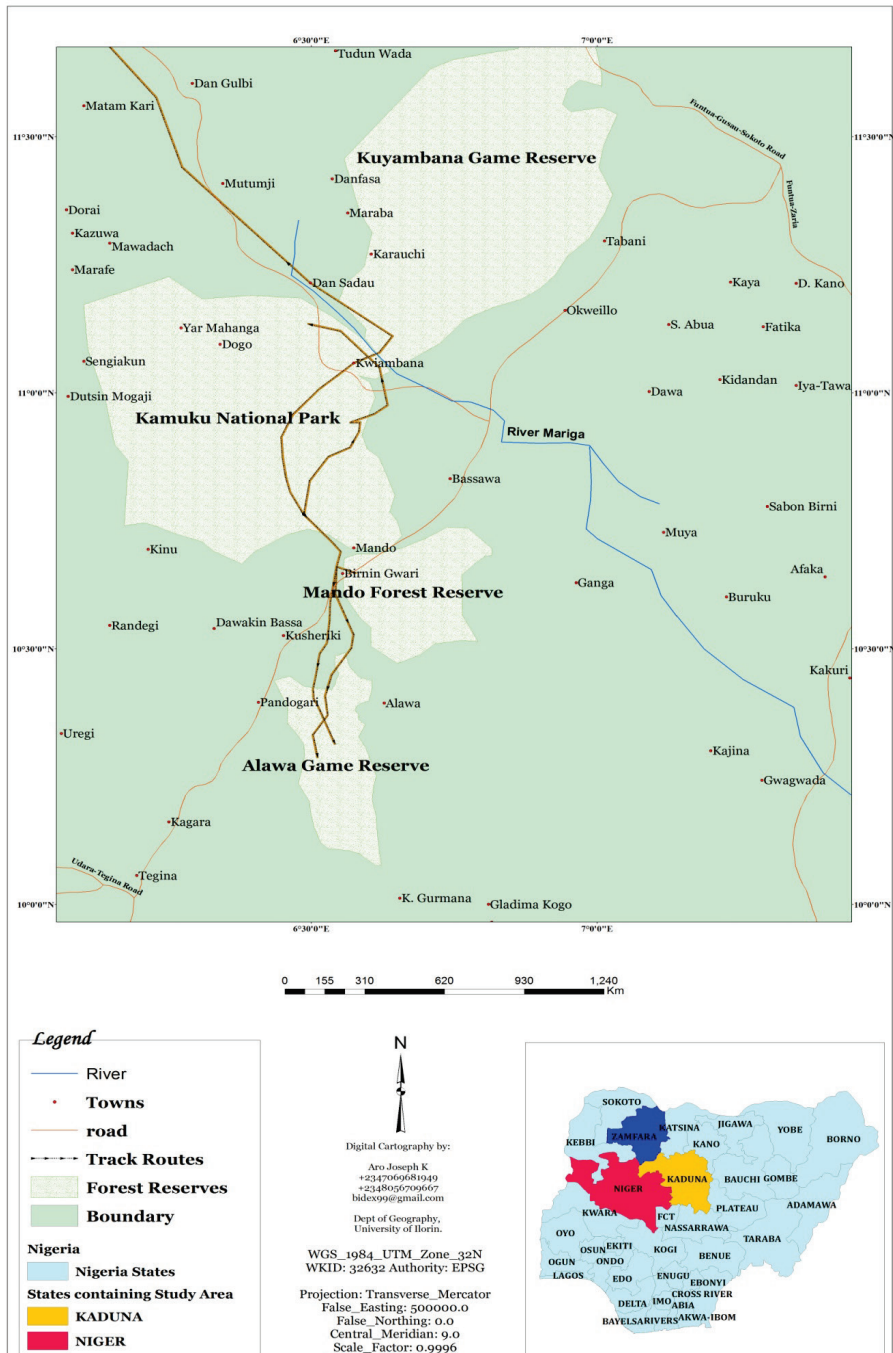 6°30'0"E
7°0'0"E
Tudun Wada
Dan Gulbi
Matam Kari
Funtua-Gusau-Sokoto Road
11°30'0"N
11°30'0"N
Kuyambana Game Reserve
Danfasa
Mutumji
Funtua-Zaria
Dorai
Maraba
Kazuwa
Mawadach
Tabani
Karauchi
Marafe
Dan Sadau
Kaya
D. Kano
Okweillo
Yar Mahanga
S. Abua
Fatika
Dogo
Sengiakun
Kwiambana
Kidandan
Iya-Tawa
11°0'0"N
Dutsin Mogaji
Dawa
11°0'0"N
Kamuku National Park
River Mariga
Bassawa
Sabon Birni
Muya
Kinu
Mando
Afaka
Birnin Gwari
Ganga
Mando Forest Reserve
Buruku
Randegi
Dawakin Bassa
Kusheriki
10°30'0"N
10°30'0"N
Kakuri
Pandogari
Alawa
Uregi
Kajina
Alawa Game Reserve
Gwagwada
Kagara
Udara-Tegina Road
Tegina
K. Gurmana
Gladima Kogo
10°0'0"N
10°0'0"N
6°30'0"E
7°0'0"E
0 155 310 620 930 1,240
Km
Legend
River
Towns
road
Track Routes
Forest Reserves
Boundary
Nigeria
Nigeria States
States containing Study Area
KADUNA
NIGER
N
Digital Cartography by:
Aro Joseph K
+2347069681949
+2348056709667
bidex99@gmail.com
Dept of Geography,
University of Ilorin.
WGS_1984_UTM_Zone_32N
WKID: 32632 Authority: EPSG
Projection: Transverse_Mercator
False_Easting: 500000.0
False_Northing: 0.0
Central_Meridian: 9.0
Scale_Factor: 0.9996
SOKOTO
ZAMFARA
KATSINA
JIGAWA
YOBE
BORNO
KEBBI
KANO
NIGER
KADUNA
BAUCHI
GOMBE
ADAMAWA
KWARA
FCT
PLATEAU
NASSARRAWA
TARABA
OYO
OSUN
EKITI
KOGI
BENUE
OGUN
ONDO
LAGOS
EDO
ENUGU
EBONYI
CROSS RIVER
DELTA
IMO
ABIA
BAYELSA
RIVERS
AKWA-IBOM